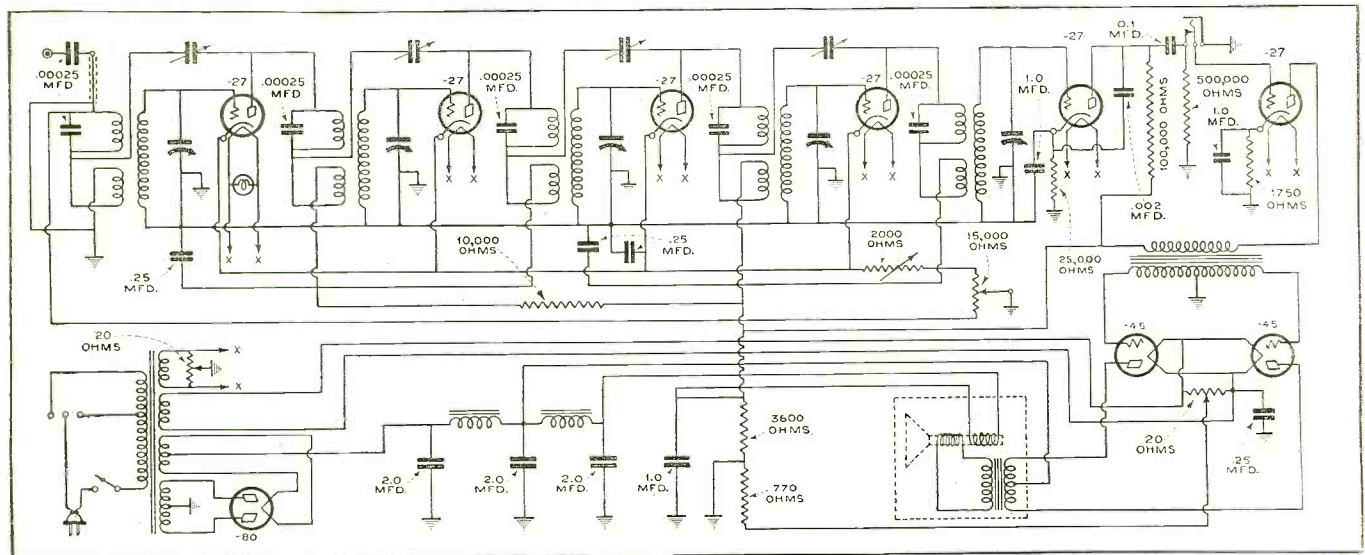 .00025
MFD
-27
.00025
MFD.
-27
.00025
MFD.
-27
.00025
MFD.
-27
.00025
MFD.
1.0
MFD.
-27
0.1
MFD.
500,000
OHMS
100,000 OHMS
1.0
MFD.
-27
1750
OHMS
X X
X X
X X
X X
X X
X X
.002
MFD.
25,000
OHMS
.25
MFD.
10,000
OHMS
.25
MFD.
2000
OHMS
15,000
OHMS
20
OHMS
X
X
-45
-45
3600
OHMS
770
OHMS
2.0
MFD.
2.0
MFD.
2.0
MFD.
1.0
MFD.
20
OHMS
.25
MFD.
-80